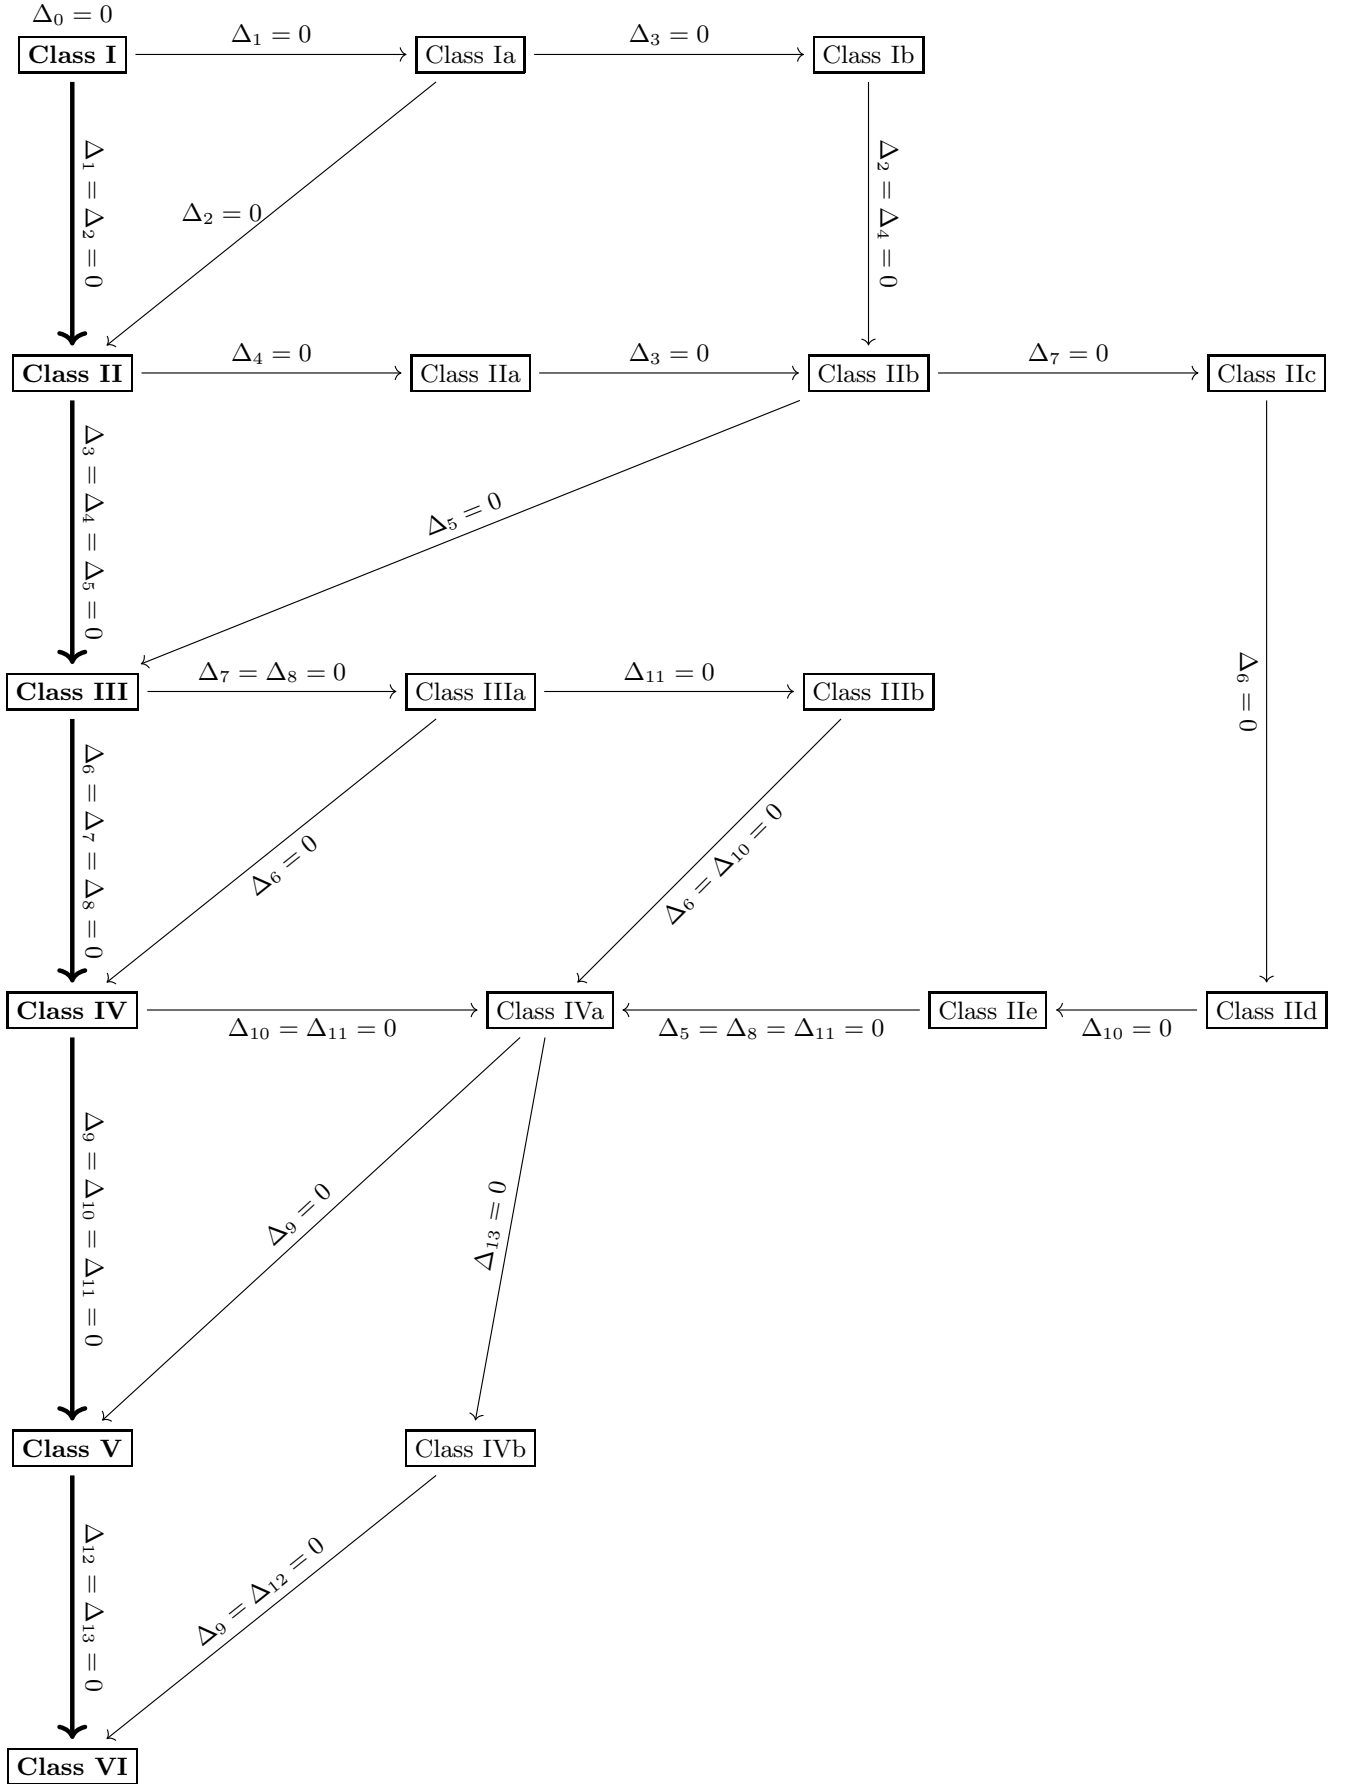 Δ₀ = 0
Class I
Δ₁ = 0
Class Ia
Δ₃ = 0
Class Ib
Δ₁ = Δ₂ = 0
Δ₂ = 0
Δ₂ = Δ₄ = 0
Class II
Δ₄ = 0
Class IIa
Δ₃ = 0
Class IIb
Δ₇ = 0
Class IIc
Δ₃ = Δ₄ = Δ₅ = 0
Δ₅ = 0
Δ₆ = 0
Class III
Δ₇ = Δ₈ = 0
Class IIIa
Δ₁₁ = 0
Class IIIb
Δ₆ = Δ₇ = Δ₈ = 0
Δ₆ = 0
Δ₆ = Δ₁₀ = 0
Class IV
Δ₁₀ = Δ₁₁ = 0
Class IVa
Δ₅ = Δ₈ = Δ₁₁ = 0
Class IIe
Δ₁₀ = 0
Class IId
Δ₉ = Δ₁₀ = Δ₁₁ = 0
Δ₉ = 0
Δ₁₃ = 0
Class V
Class IVb
Δ₁₂ = Δ₁₃ = 0
Δ₉ = Δ₁₂ = 0
Class VI